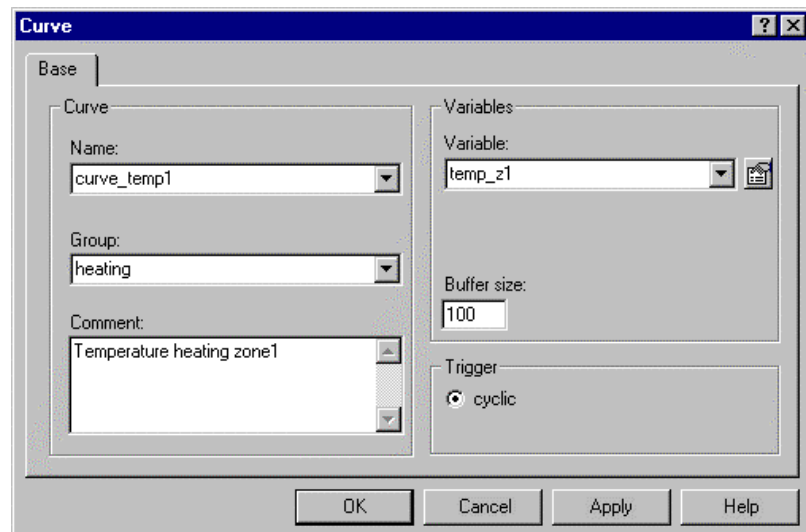 Curve
Base
Curve
Name:
curve_temp1
Group:
heating
Comment:
Temperature heating zone1
Variables
Variable:
temp_z1
Buffer size:
100
Trigger
cyclic
OK
Cancel
Apply
Help